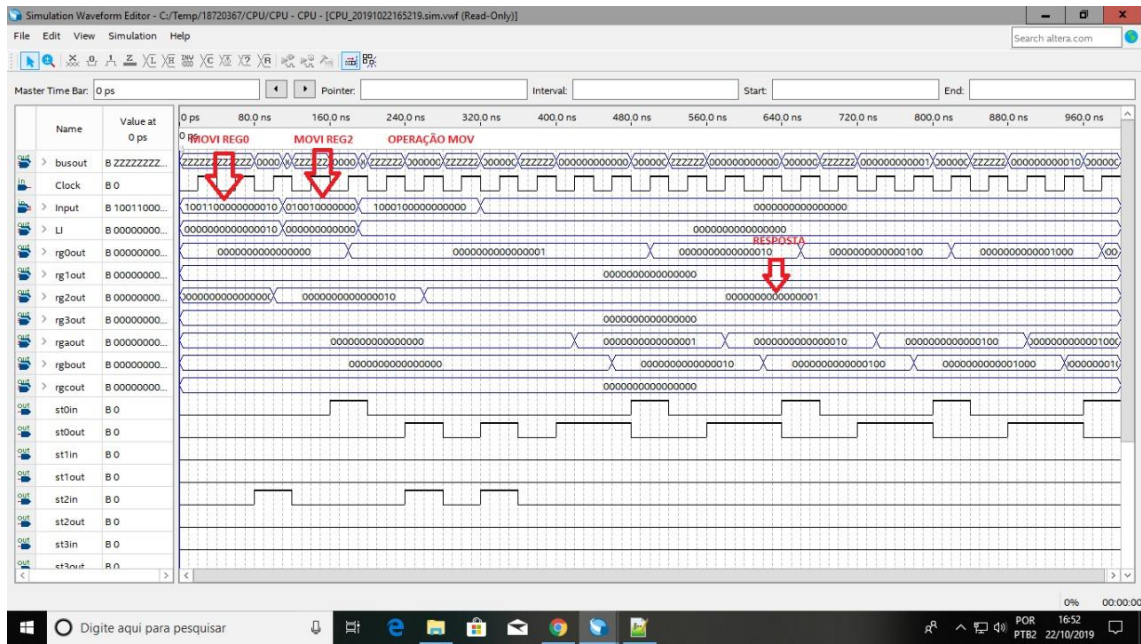 Simulation Waveform Editor - C:/Temp/18720367/CPU/CPU - CPU - [CPU_20191022165219.sim.vwf (Read-Only)]
File Edit View Simulation Help
Search altera.com
Master Time Bar: 0 ps Pointer: Interval: Start: End:
Name Value at 0 ps
0 ps 80.0 ns 160.0 ns 240.0 ns 320.0 ns 400.0 ns 480.0 ns 560.0 ns 640.0 ns 720.0 ns 800.0 ns 880.0 ns 960.0 ns
0 ps
MOVI REG0 MOVI REG2 OPERAÇÃO MOV
busout B ZZZZZZZZ...
Clock B 0
Input B 10011000... 1001100000000010 1000100000000000 0000000000000000
LI B 00000000... 0000000000000010 0000000000000000
RESPOSTA
rg0out B 00000000... 0000000000000000 0000000000000001 0000000000000010 0000000000000100 0000000000001000
rg1out B 00000000... 0000000000000000
rg2out B 00000000... 0000000000000010 0000000000000001
rg3out B 00000000... 0000000000000000
rgaout B 00000000... 0000000000000000 0000000000000001 0000000000000010 0000000000000100
rgbout B 00000000... 0000000000000000 0000000000000010 0000000000000100 0000000000001000
rgcout B 00000000... 0000000000000000
st0in B 0
st0out B 0
st1in B 0
st1out B 0
st2in B 0
st2out B 0
st3in B 0
st3out B 0
0% 00:00:00
Digite aqui para pesquisar
POR 16:52
PTB2 22/10/2019